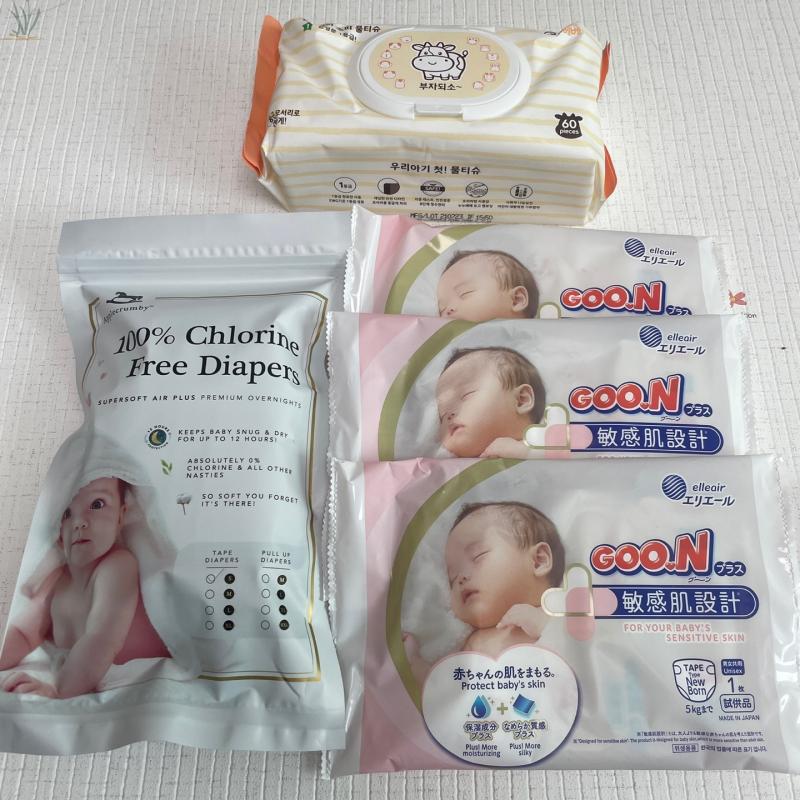 물티슈
부자되소~
60
pieces
우리아기 첫! 물티슈
1등급
SAFE!
Applecrumby™
100% Chlorine
Free Diapers
SUPERSOFT AIR PLUS PREMIUM OVERNIGHTS
KEEPS BABY SNUG & DRY
FOR UP TO 12 HOURS!
ABSOLUTELY 0%
CHLORINE & ALL OTHER
NASTIES
SO SOFT YOU FORGET
IT'S THERE!
TAPE
DIAPERS
PULL UP
DIAPERS
S
M
M
L
L
XL
XL
XXL
elleair
エリエール
GOO.N
プラス
elleair
エリエール
GOO.N
プラス
敏感肌設計
elleair
エリエール
GOO.N
グ〜ン
プラス
敏感肌設計
FOR YOUR BABY'S
SENSITIVE SKIN
赤ちゃんの肌をまもる。
Protect baby's skin
保湿成分
プラス
Plus! More
moisturizing
なめらか質感
プラス
Plus! More
silky
TAPE
Type
New
Born
5kgまで
男女共用
Unisex
1枚
試供品
MADE IN JAPAN